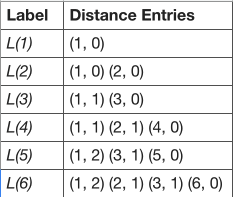 Label Distance Entries
L(1) (1, 0)
L(2) (1, 0) (2, 0)
L(3) (1, 1) (3, 0)
L(4) (1, 1) (2, 1) (4, 0)
L(5) (1, 2) (3, 1) (5, 0)
L(6) (1, 2) (2, 1) (3, 1) (6, 0)